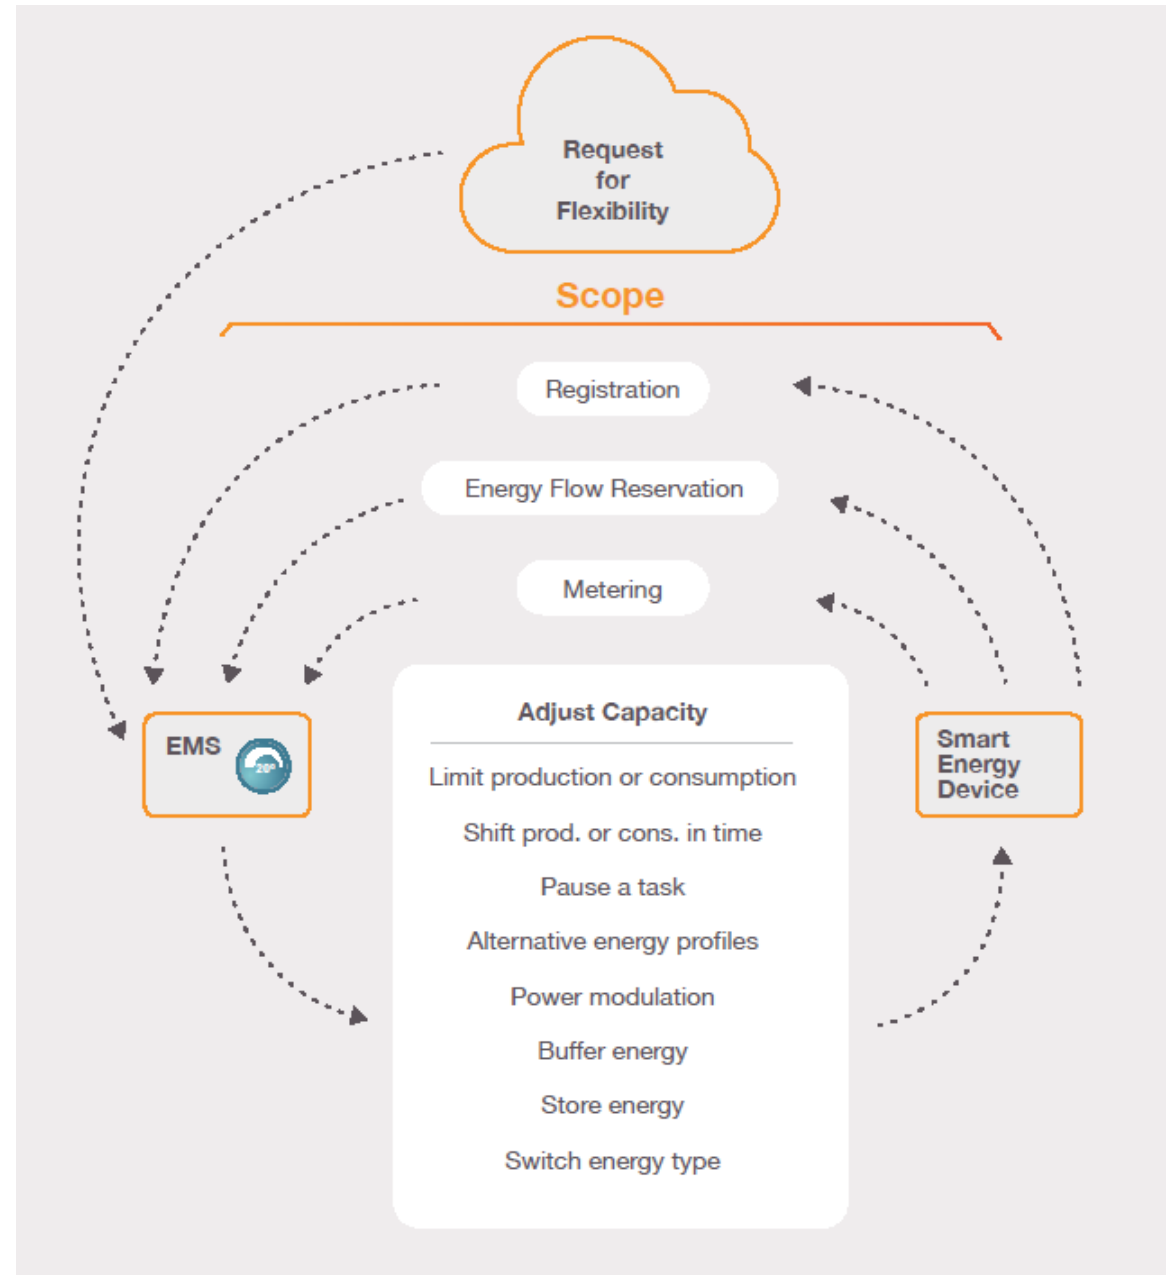 Request
for
Flexibility
Scope
Registration
Energy Flow Reservation
Metering
EMS
20°
Adjust Capacity
Limit production or consumption
Shift prod. or cons. in time
Pause a task
Alternative energy profiles
Power modulation
Buffer energy
Store energy
Switch energy type
Smart
Energy
Device